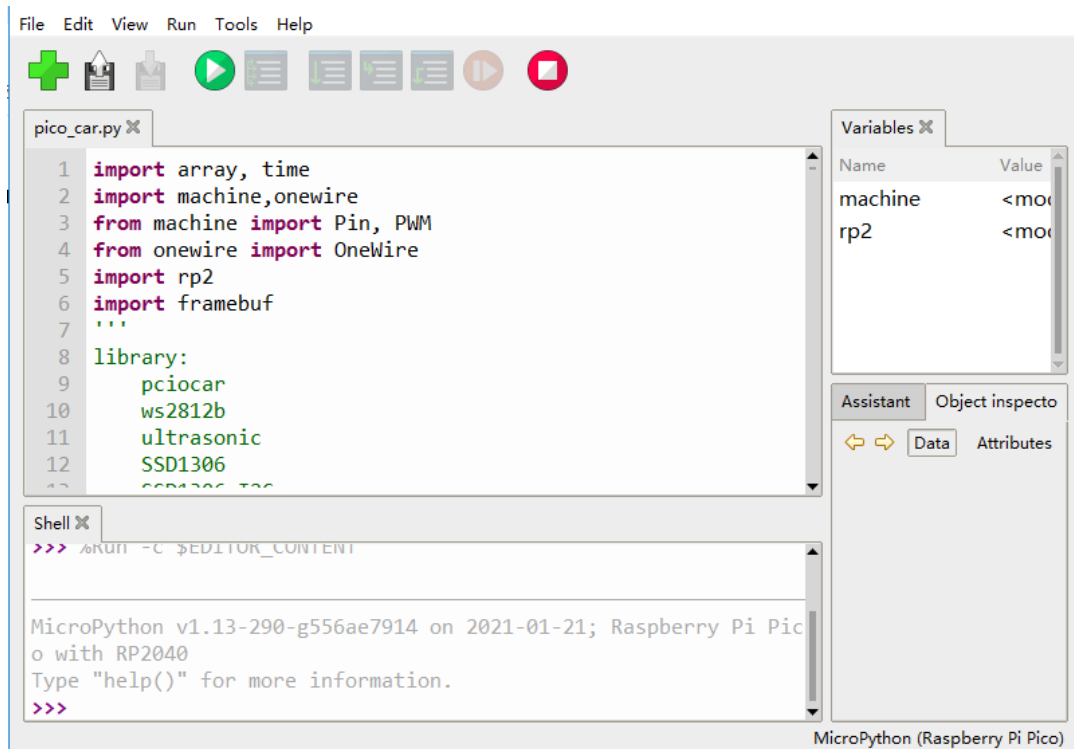 File Edit View Run Tools Help
pico_car.py
1 import array, time
2 import machine,onewire
3 from machine import Pin, PWM
4 from onewire import OneWire
5 import rp2
6 import framebuf
7 '''
8 library:
9 pciocar
10 ws2812b
11 ultrasonic
12 SSD1306
13 SSD1306_I2C
Shell
>>> %Run -c $EDITOR_CONTENT
MicroPython v1.13-290-g556ae7914 on 2021-01-21; Raspberry Pi Pic
o with RP2040
Type "help()" for more information.
>>>
Variables
Name Value
machine <mod
rp2 <mod
Assistant Object inspecto
Data Attributes
MicroPython (Raspberry Pi Pico)